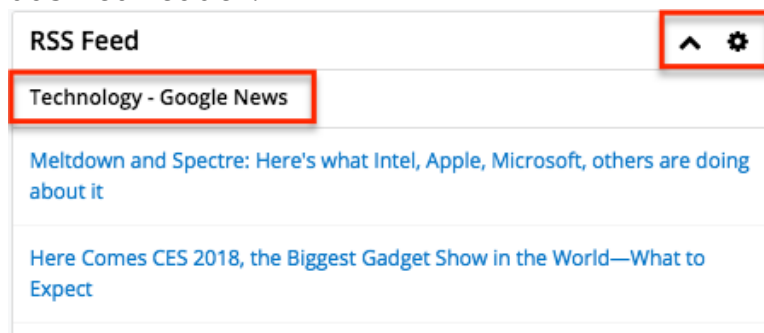 RSS Feed
Technology - Google News
Meltdown and Spectre: Here's what Intel, Apple, Microsoft, others are doing
about it
Here Comes CES 2018, the Biggest Gadget Show in the World—What to
Expect